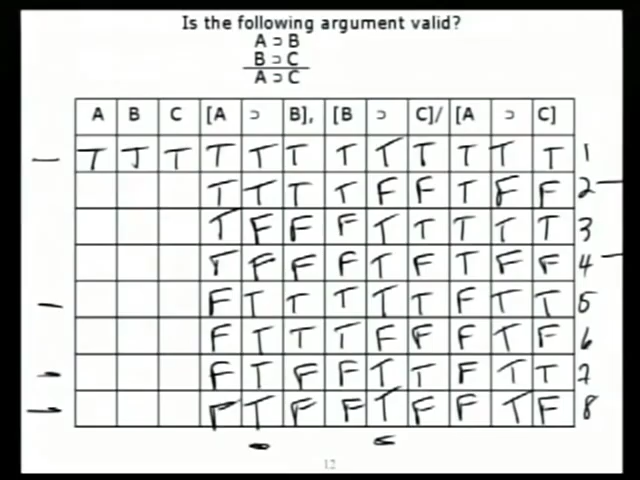 Is the following argument valid?
A ⊃ B
B ⊃ C
A ⊃ C
A B C [A ⊃ B], [B ⊃ C]/ [A ⊃ C]
T T T T T T T T T T T T 1
T T T T F F T F F 2
T F F F T T T T T 3
T F F F T F T F F 4
F T T T T T F T T 5
F T T T F F F T F 6
F T F F T T F T T 7
F T F F T F F T F 8
12